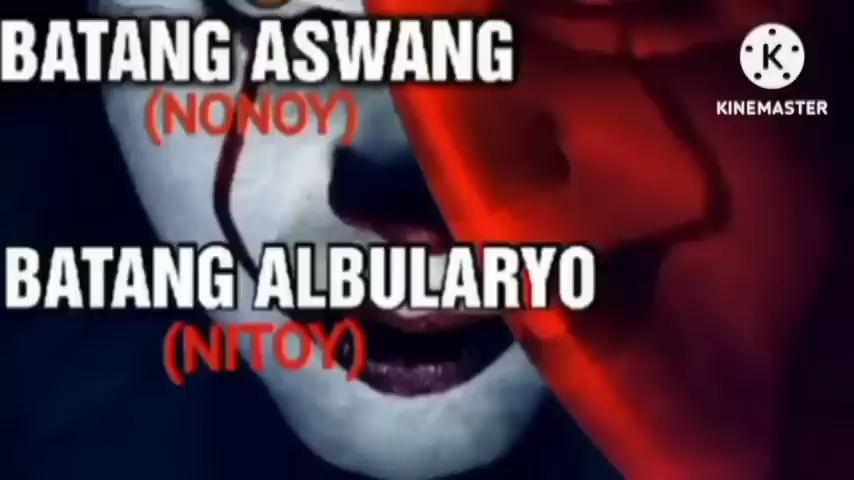 BATANG ASWANG
(NONOY)
K
KINEMASTER
BATANG ALBULARYO
(NITOY)